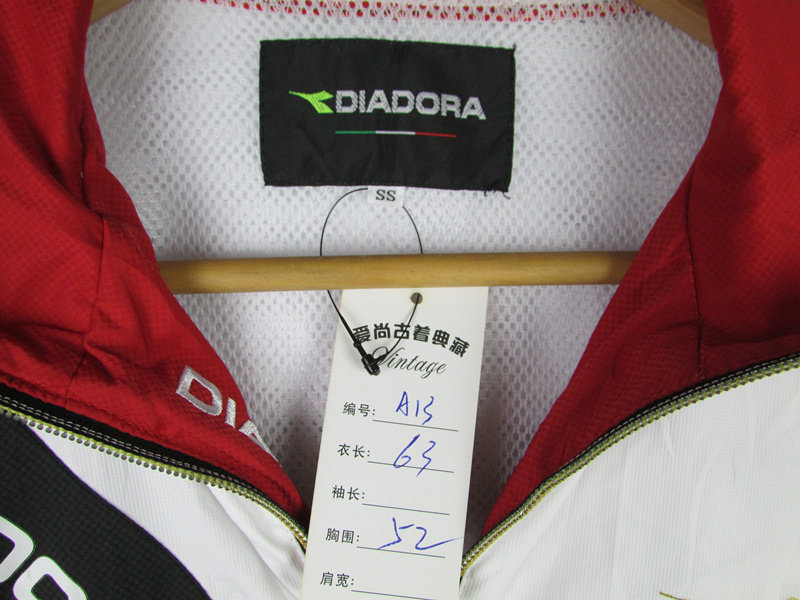 DIADORA
SS
爱尚古着典藏
Vintage
编号: A13
衣长: 63
袖长:
胸围: 52
肩宽:
DIA